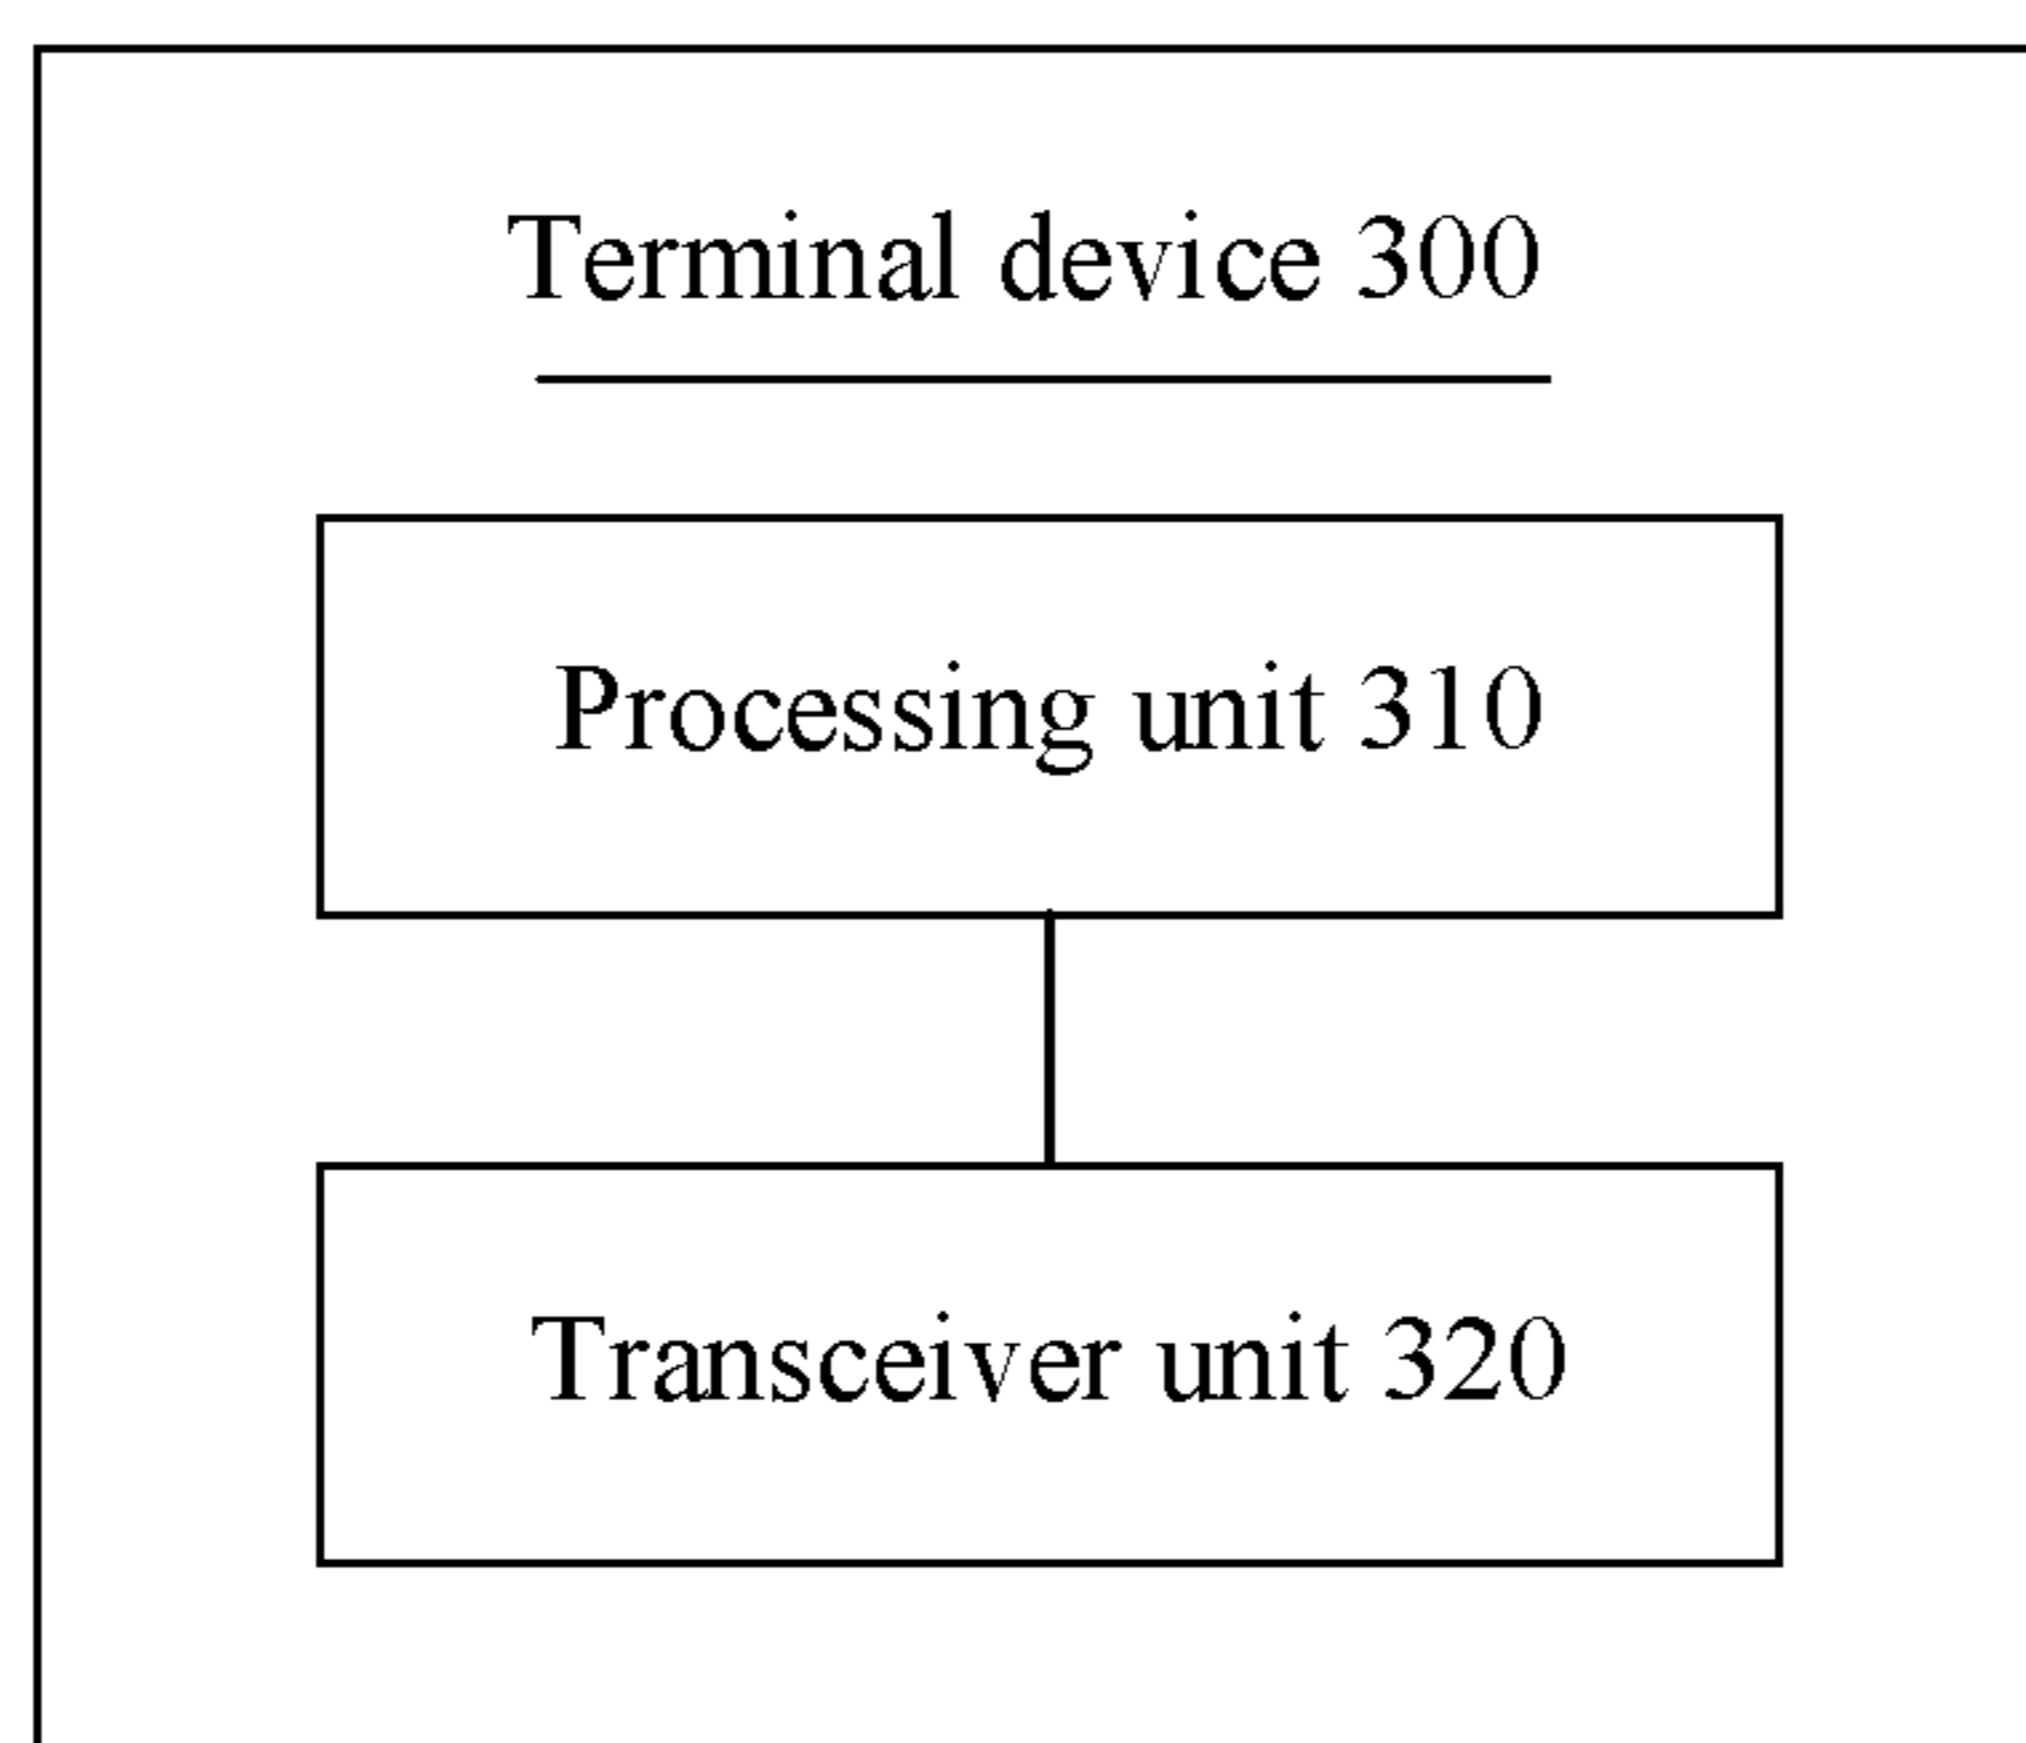 Terminal device 300
Processing unit 310
Transceiver unit 320